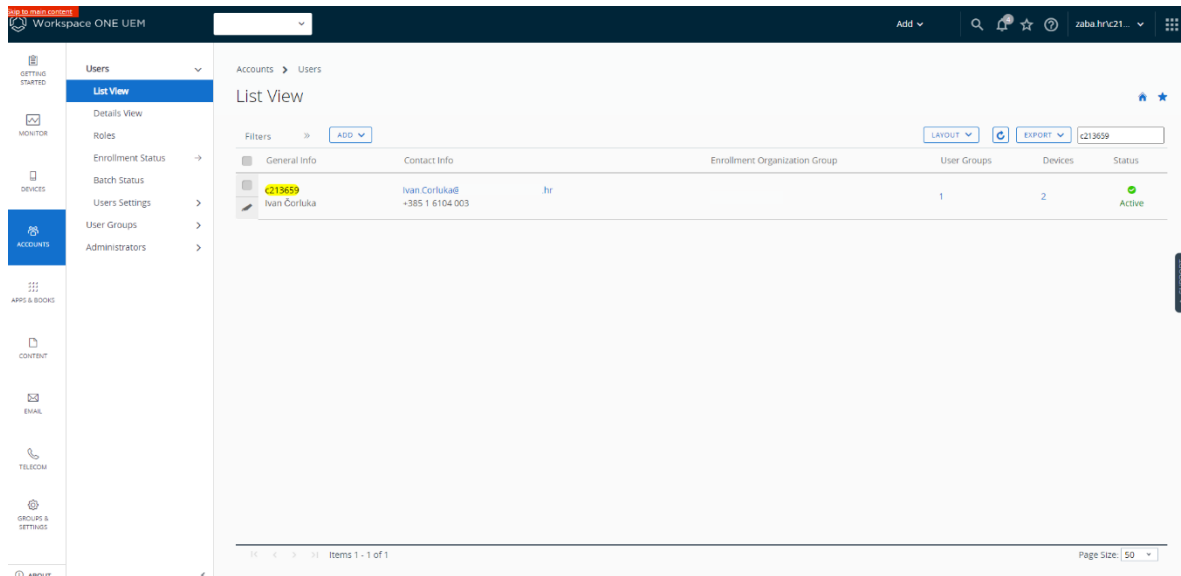 Skip to main content
Workspace ONE UEM
Add
4
zaba.hr\c21...
GETTING
STARTED
MONITOR
DEVICES
ACCOUNTS
APPS & BOOKS
CONTENT
EMAIL
TELECOM
GROUPS &
SETTINGS
ABOUT
Users
List View
Details View
Roles
Enrollment Status
Batch Status
Users Settings
User Groups
Administrators
Accounts > Users
List View
Filters » ADD LAYOUT EXPORT c213659
General Info Contact Info Enrollment Organization Group User Groups Devices Status
c213659 Ivan.Corluka@ .hr 1 2
Ivan Čorluka +385 1 6104 003 Active
Items 1 - 1 of 1 Page Size: 50